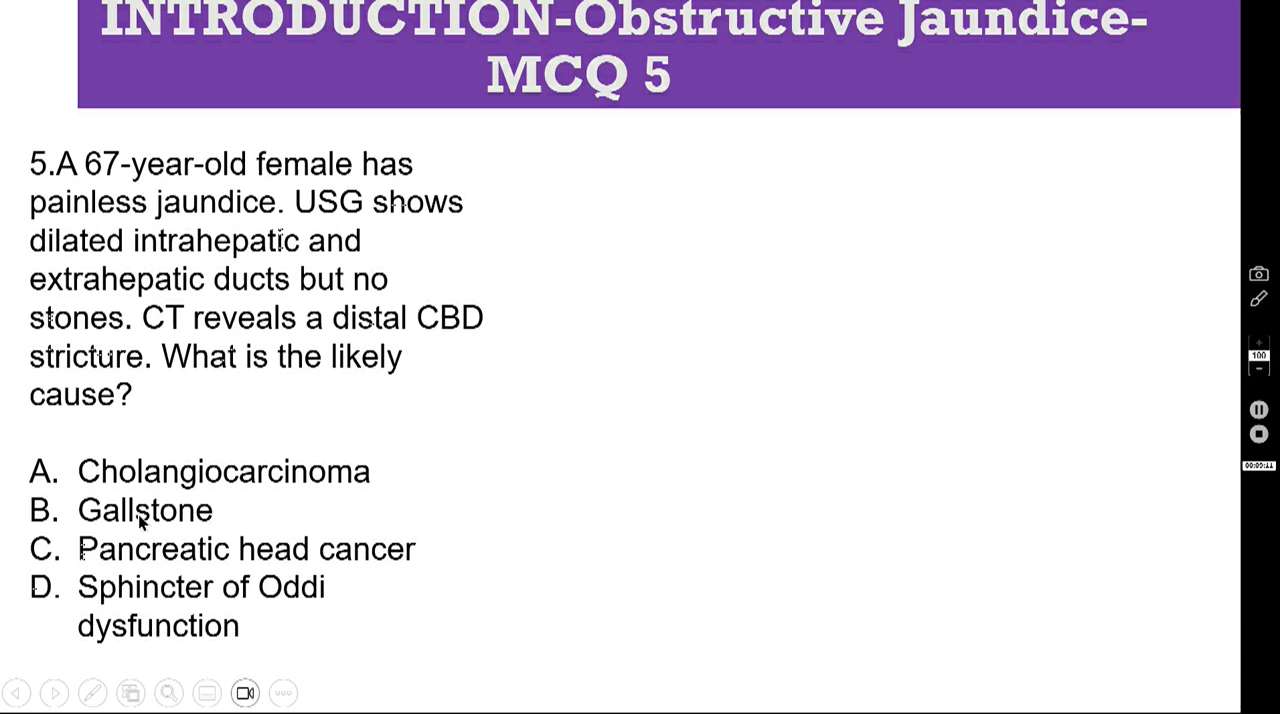 INTRODUCTION-Obstructive Jaundice-
MCQ 5
5.A 67-year-old female has
painless jaundice. USG shows
dilated intrahepatic and
extrahepatic ducts but no
stones. CT reveals a distal CBD
stricture. What is the likely
cause?
A. Cholangiocarcinoma
B. Gallstone
C. Pancreatic head cancer
D. Sphincter of Oddi
dysfunction
100